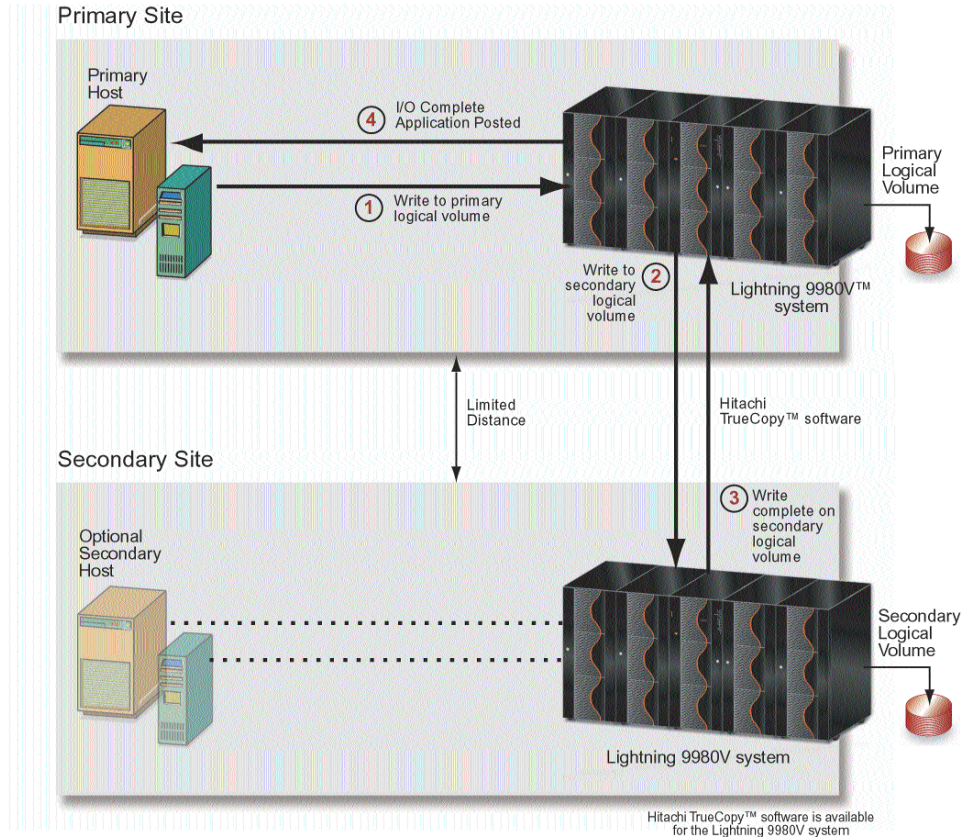 Primary Site
Primary
Host
4
I/O Complete
Application Posted
1
Write to primary
logical volume
Primary
Logical
Volume
Write to
secondary
logical
volume
2
Lightning 9980V™
system
Limited
Distance
Hitachi
TrueCopy™ software
Secondary Site
3
Write
complete on
secondary
logical
volume
Optional
Secondary
Host
Secondary
Logical
Volume
Lightning 9980V system
Hitachi TrueCopy™ software is available
for the Lightning 9980V system